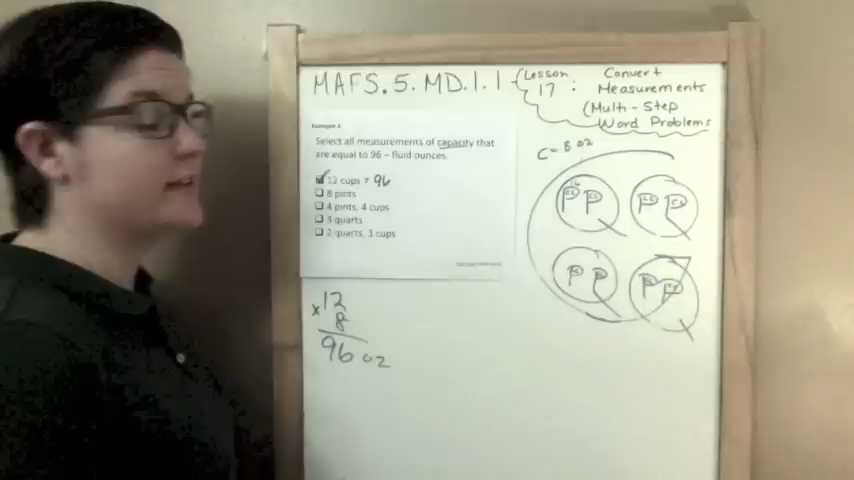 MAFS.5.MD.1.1
Lesson 17: Convert
Measurements
(Multi-Step
Word Problems
Select all measurements of capacity that
are equal to 96 – fluid ounces.
12 cups = 96
8 pints
4 pints, 4 cups
3 quarts
2 quarts, 3 cups
C = 8 oz
P P Q
P P Q
P P Q
P P Q
12
x 8
96 oz